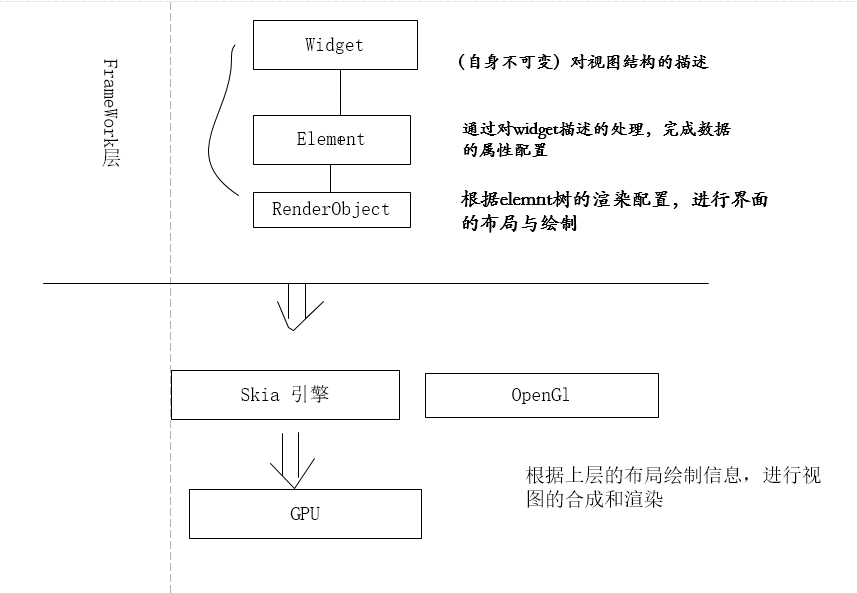 FrameWork层
Widget
（自身不可变）对视图结构的描述
Element
通过对widget描述的处理，完成数据
的属性配置
RenderObject
根据elemnt树的渲染配置，进行界面
的布局与绘制
Skia 引擎
OpenGl
根据上层的布局绘制信息，进行视
图的合成和渲染
GPU